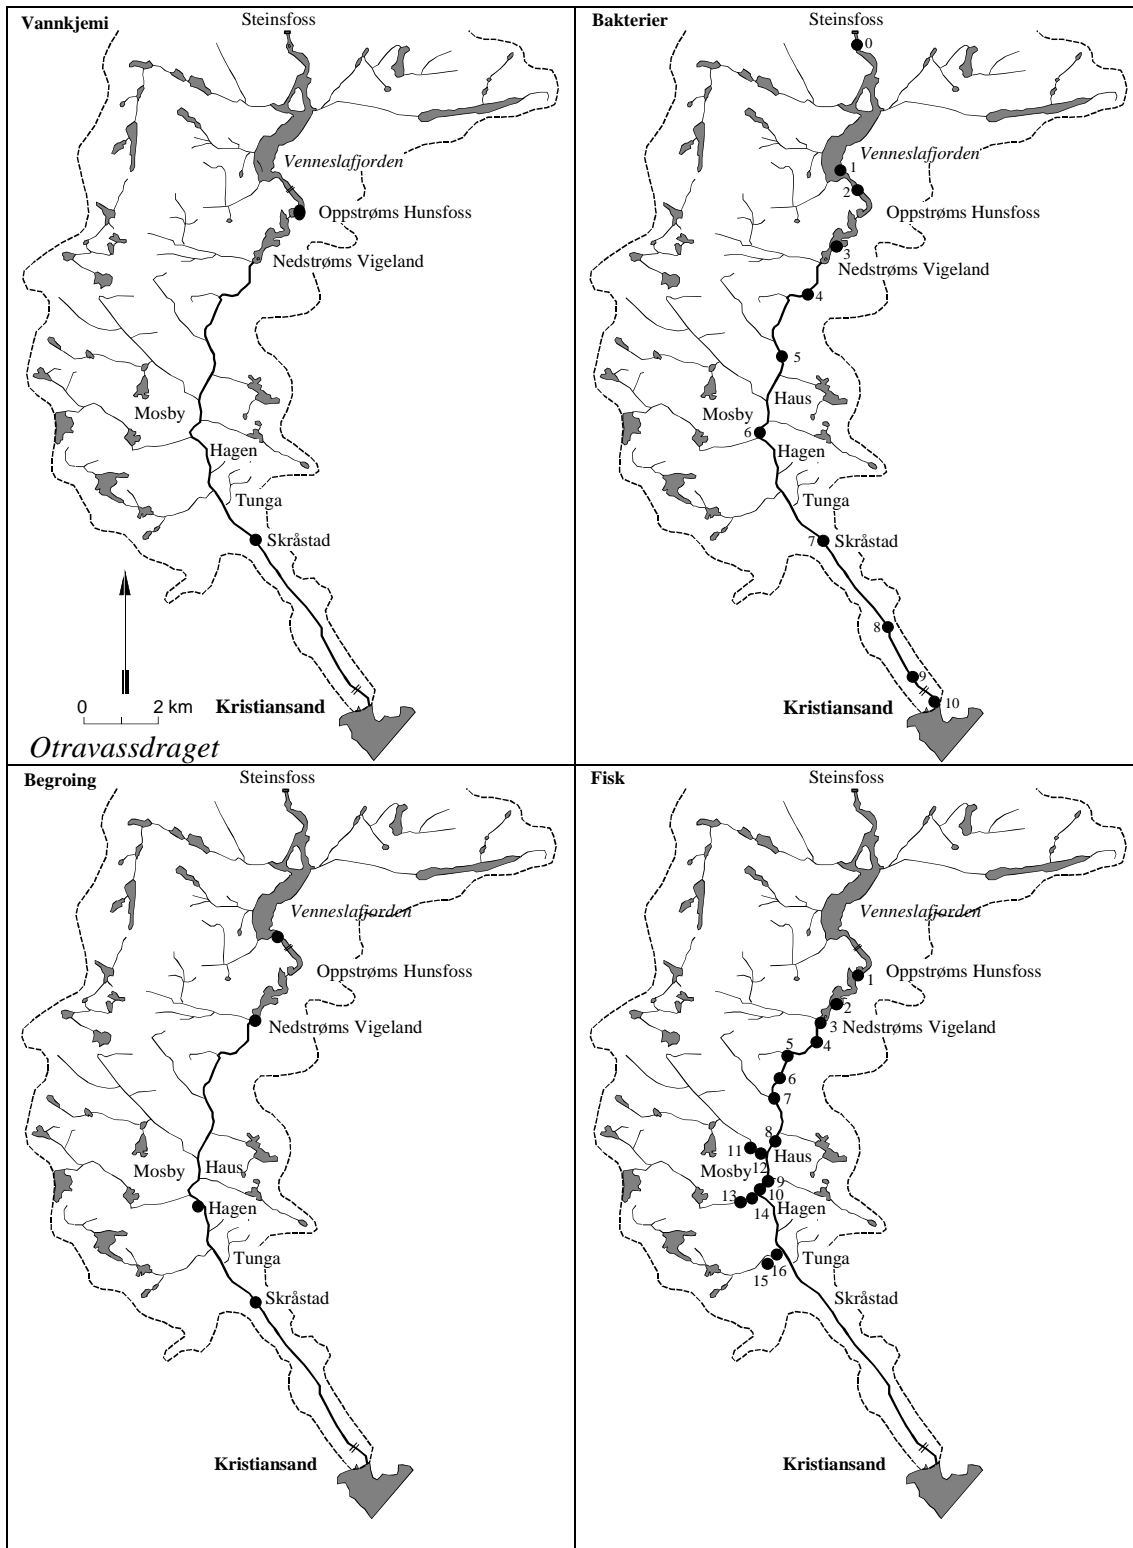 Vannkjemi
Steinsfoss
Venneslafjorden
Oppstrøms Hunsfoss
Nedstrøms Vigeland
Mosby
Hagen
Tunga
Skråstad
0 2 km
Kristiansand
Otravassdraget
Bakterier
Steinsfoss
0
Venneslafjorden
1
2
Oppstrøms Hunsfoss
3
Nedstrøms Vigeland
4
5
Haus
Mosby
6
Hagen
Tunga
7 Skråstad
8
9
Kristiansand
10
Begroing
Steinsfoss
Venneslafjorden
Oppstrøms Hunsfoss
Nedstrøms Vigeland
Mosby Haus
Hagen
Tunga
Skråstad
Kristiansand
Fisk
Steinsfoss
Venneslafjorden
Oppstrøms Hunsfoss
1
2
3 Nedstrøms Vigeland
4
5
6
7
8
11
Haus
12
Mosby
9
10
13
14
Hagen
Tunga
16
15
Skråstad
Kristiansand